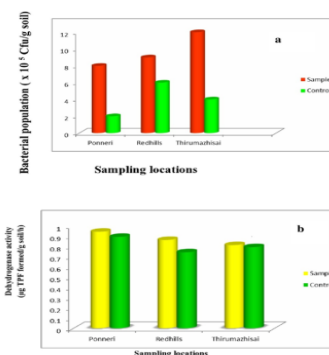 a
Bacterial population ( x 10 5 Cfu/g soil)
12
10
8
6
4
2
0
Ponneri Redhills Thirumazhisai
Sampling locations
b
Dehydrogenase activity
(µg TPF formed/g soil/h)
1
0.9
0.8
0.7
0.6
0.5
0.4
0.3
0.2
0.1
0
Ponneri Redhills Thirumazhisai
Sampling locations